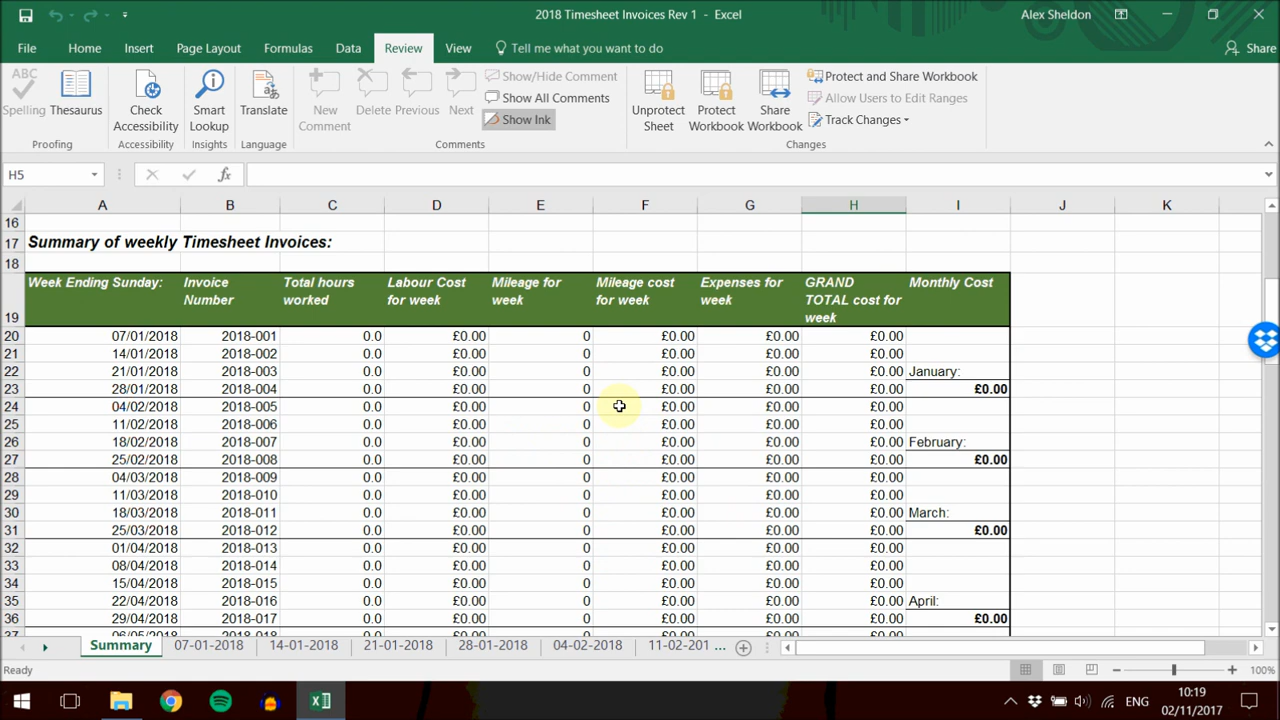 2018 Timesheet Invoices Rev 1 - Excel
Alex Sheldon
File Home Insert Page Layout Formulas Data Review View Tell me what you want to do Share
ABC
Spelling Thesaurus
Check Accessibility
Smart Lookup
Translate
New Comment
Delete Previous Next
Show/Hide Comment
Show All Comments
Show Ink
Unprotect Sheet
Protect Workbook
Share Workbook
Protect and Share Workbook
Allow Users to Edit Ranges
Track Changes
Proofing Accessibility Insights Language Comments Changes
H5 fx
A B C D E F G H I J K
16
17 Summary of weekly Timesheet Invoices:
18
19 Week Ending Sunday: Invoice Number Total hours worked Labour Cost for week Mileage for week Mileage cost for week Expenses for week GRAND TOTAL cost for week Monthly Cost
20 07/01/2018 2018-001 0.0 £0.00 0 £0.00 £0.00 £0.00
21 14/01/2018 2018-002 0.0 £0.00 0 £0.00 £0.00 £0.00
22 21/01/2018 2018-003 0.0 £0.00 0 £0.00 £0.00 £0.00 January:
23 28/01/2018 2018-004 0.0 £0.00 0 £0.00 £0.00 £0.00 £0.00
24 04/02/2018 2018-005 0.0 £0.00 0 £0.00 £0.00 £0.00
25 11/02/2018 2018-006 0.0 £0.00 0 £0.00 £0.00 £0.00
26 18/02/2018 2018-007 0.0 £0.00 0 £0.00 £0.00 £0.00 February:
27 25/02/2018 2018-008 0.0 £0.00 0 £0.00 £0.00 £0.00 £0.00
28 04/03/2018 2018-009 0.0 £0.00 0 £0.00 £0.00 £0.00
29 11/03/2018 2018-010 0.0 £0.00 0 £0.00 £0.00 £0.00
30 18/03/2018 2018-011 0.0 £0.00 0 £0.00 £0.00 £0.00 March:
31 25/03/2018 2018-012 0.0 £0.00 0 £0.00 £0.00 £0.00 £0.00
32 01/04/2018 2018-013 0.0 £0.00 0 £0.00 £0.00 £0.00
33 08/04/2018 2018-014 0.0 £0.00 0 £0.00 £0.00 £0.00
34 15/04/2018 2018-015 0.0 £0.00 0 £0.00 £0.00 £0.00
35 22/04/2018 2018-016 0.0 £0.00 0 £0.00 £0.00 £0.00 April:
36 29/04/2018 2018-017 0.0 £0.00 0 £0.00 £0.00 £0.00 £0.00
37 06/05/2018 2018-018 0.0 £0.00 0 £0.00 £0.00 £0.00
Summary 07-01-2018 14-01-2018 21-01-2018 28-01-2018 04-02-2018 11-02-201 ...
Ready 100%
ENG 10:19
02/11/2017